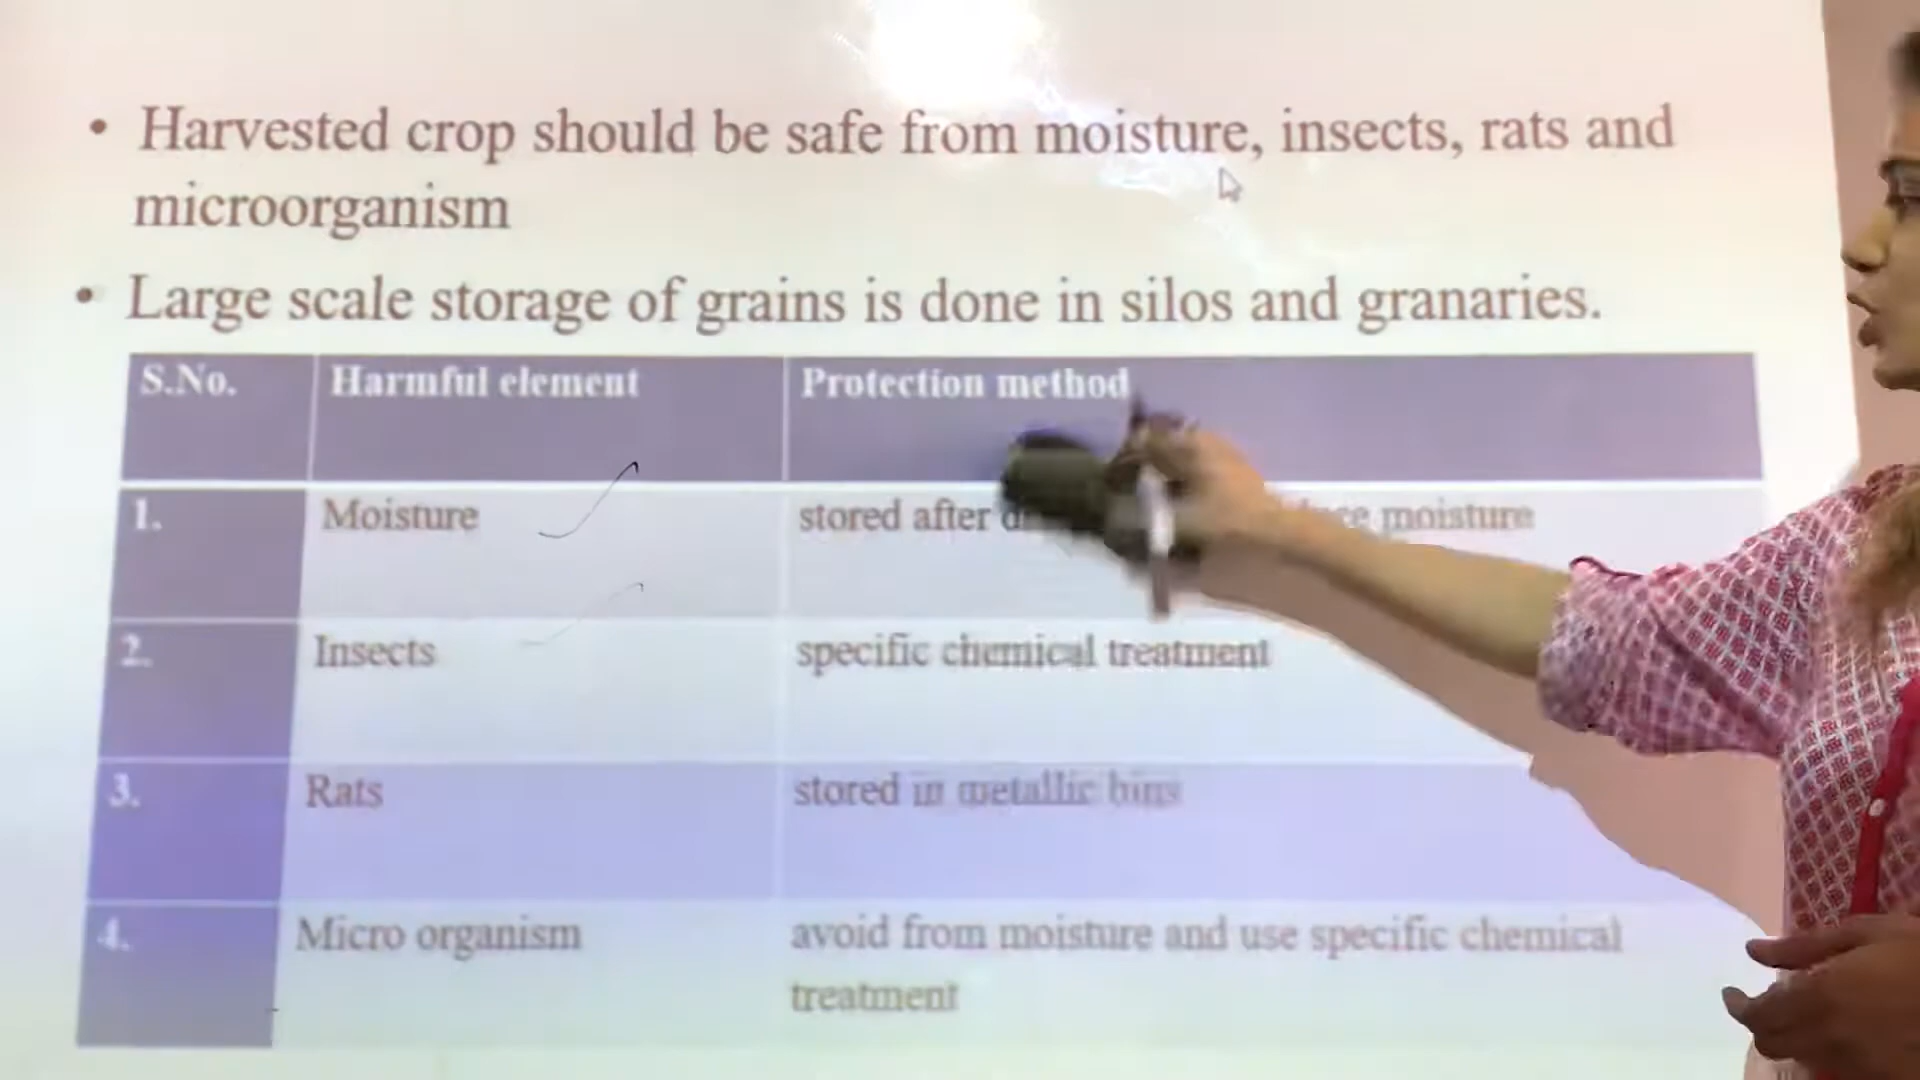 • Harvested crop should be safe from moisture, insects, rats and
microorganism
• Large scale storage of grains is done in silos and granaries.
S.No. Harmful element Protection method
1. Moisture stored after moisture
2. Insects specific chemical treatment
3. Rats stored in metallic bins
4. Micro organism avoid from moisture and use specific chemical
treatment